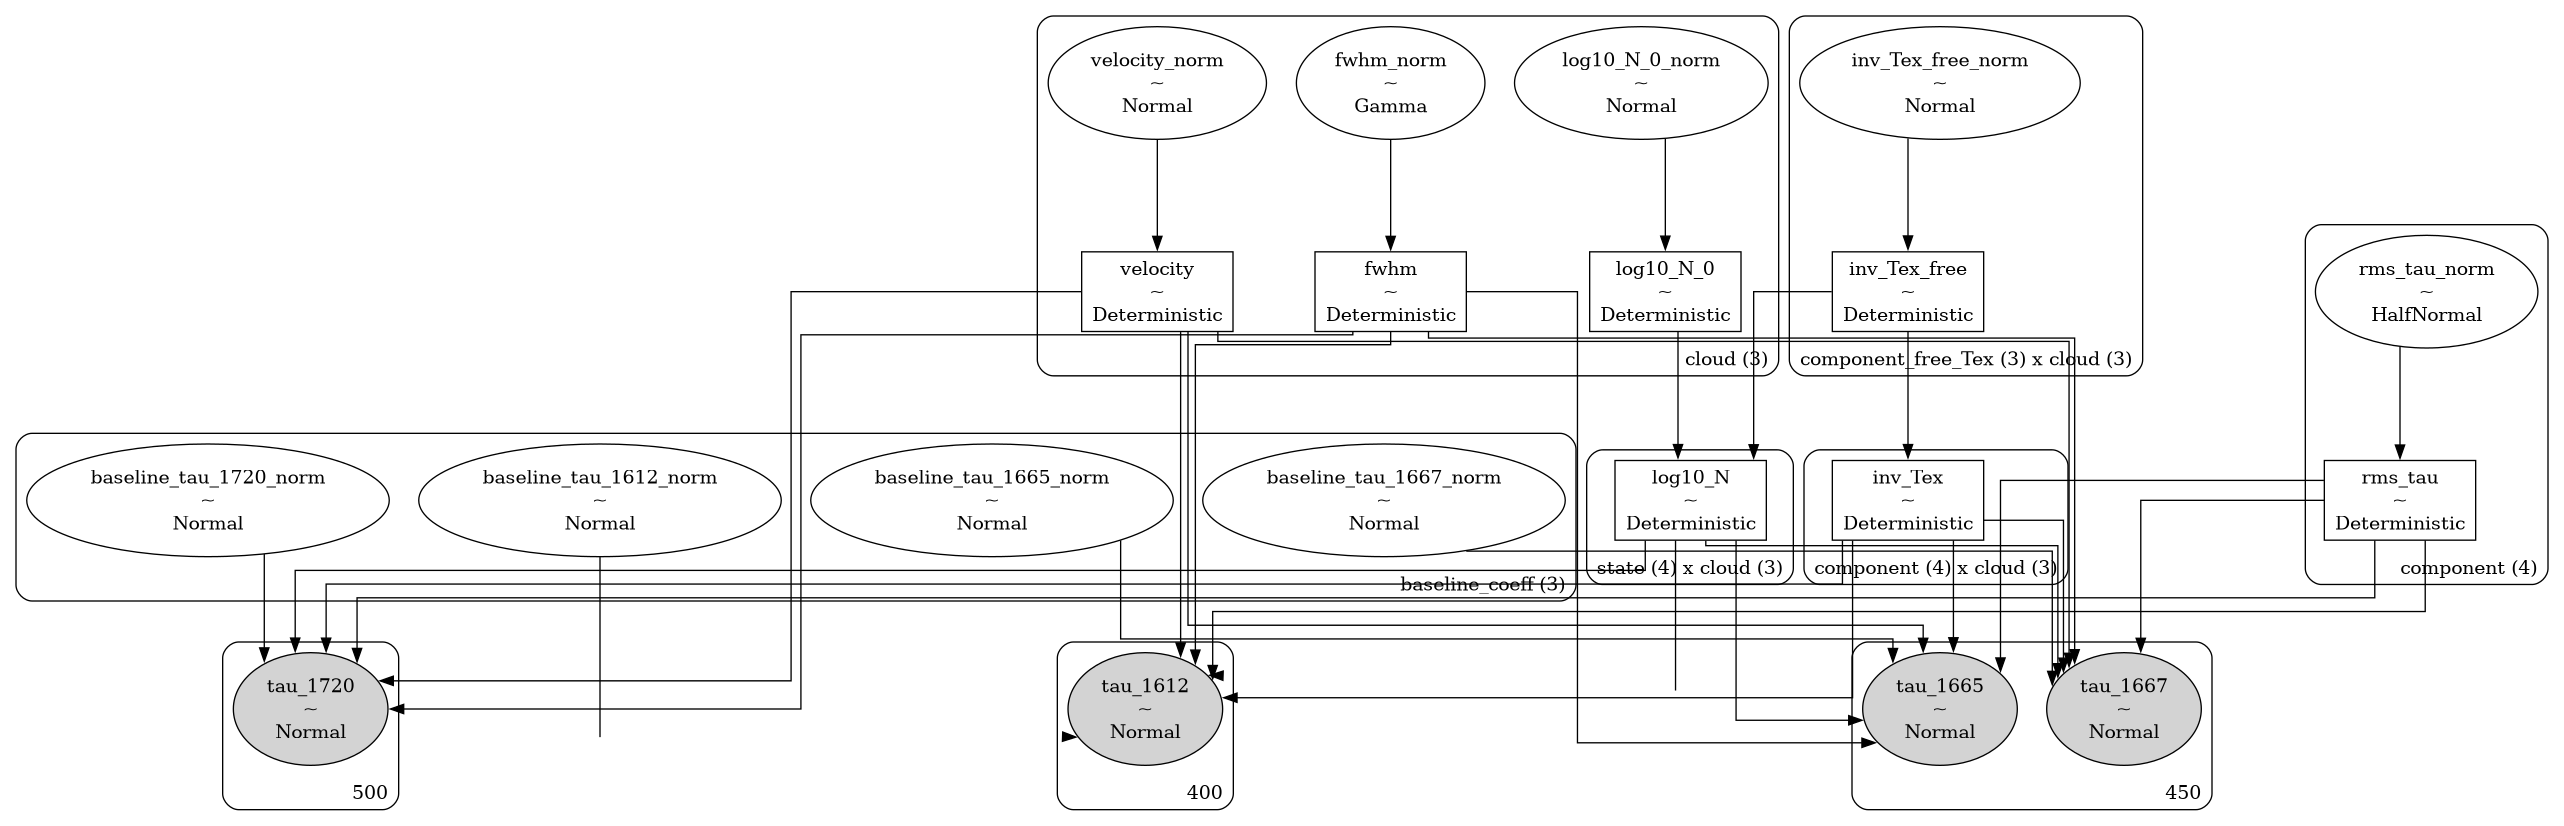 velocity_norm
~
Normal
fwhm_norm
~
Gamma
log10_N_0_norm
~
Normal
inv_Tex_free_norm
~
Normal
velocity
~
Deterministic
fwhm
~
Deterministic
log10_N_0
~
Deterministic
cloud (3)
inv_Tex_free
~
Deterministic
component_free_Tex (3) x cloud (3)
rms_tau_norm
~
HalfNormal
baseline_tau_1720_norm
~
Normal
baseline_tau_1612_norm
~
Normal
baseline_tau_1665_norm
~
Normal
baseline_tau_1667_norm
~
Normal
baseline_coeff (3)
log10_N
~
Deterministic
state (4) x cloud (3)
inv_Tex
~
Deterministic
component (4) x cloud (3)
rms_tau
~
Deterministic
component (4)
tau_1720
~
Normal
500
tau_1612
~
Normal
400
tau_1665
~
Normal
tau_1667
~
Normal
450